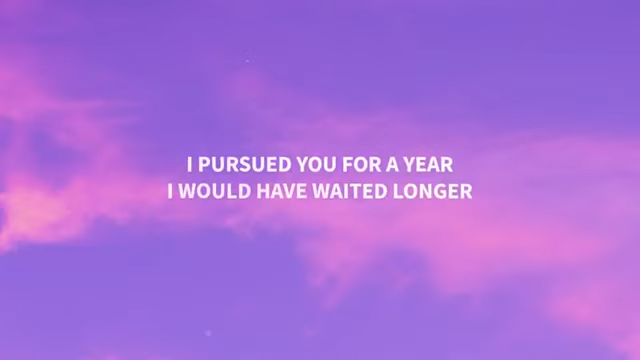 I PURSUED YOU FOR A YEAR
I WOULD HAVE WAITED LONGER